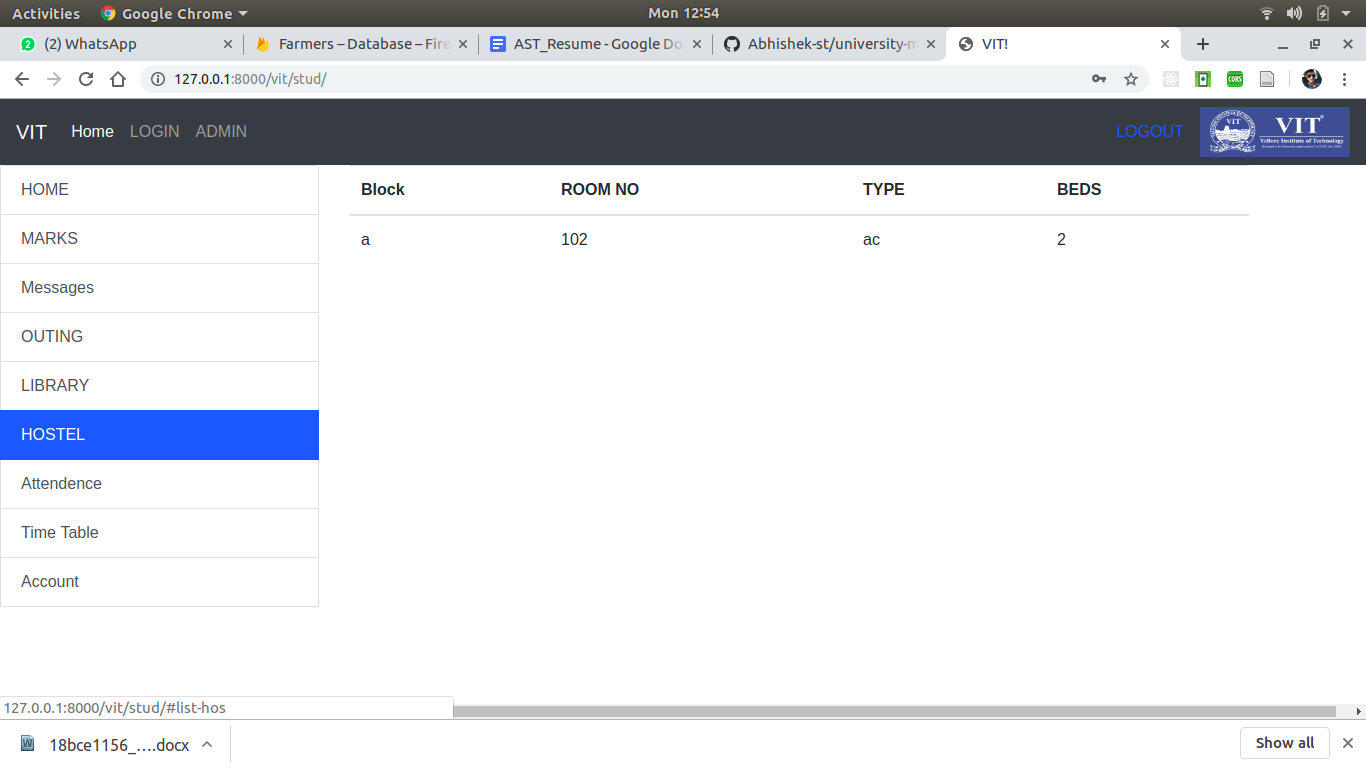 Activities Google Chrome Mon 12:54
(2) WhatsApp Farmers – Database – Fire AST_Resume - Google Do Abhishek-st/university-m VIT!
127.0.0.1:8000/vit/stud/ CORS
VIT Home LOGIN ADMIN LOGOUT VIT VIT
Vellore Institute of Technology
HOME Block ROOM NO TYPE BEDS
MARKS a 102 ac 2
Messages
OUTING
LIBRARY
HOSTEL
Attendence
Time Table
Account
127.0.0.1:8000/vit/stud/#list-hos
18bce1156_....docx Show all